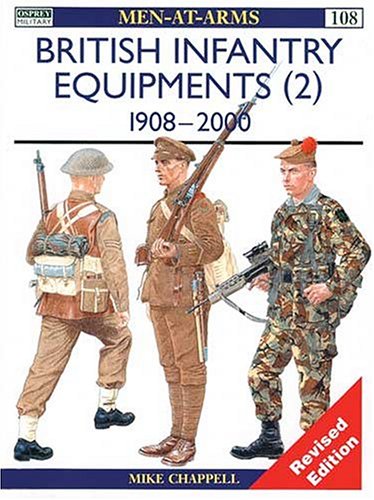 OSPREY
MILITARY
MEN-AT-ARMS
108
BRITISH INFANTRY
EQUIPMENTS (2)
1908–2000
Revised
Edition
MIKE CHAPPELL